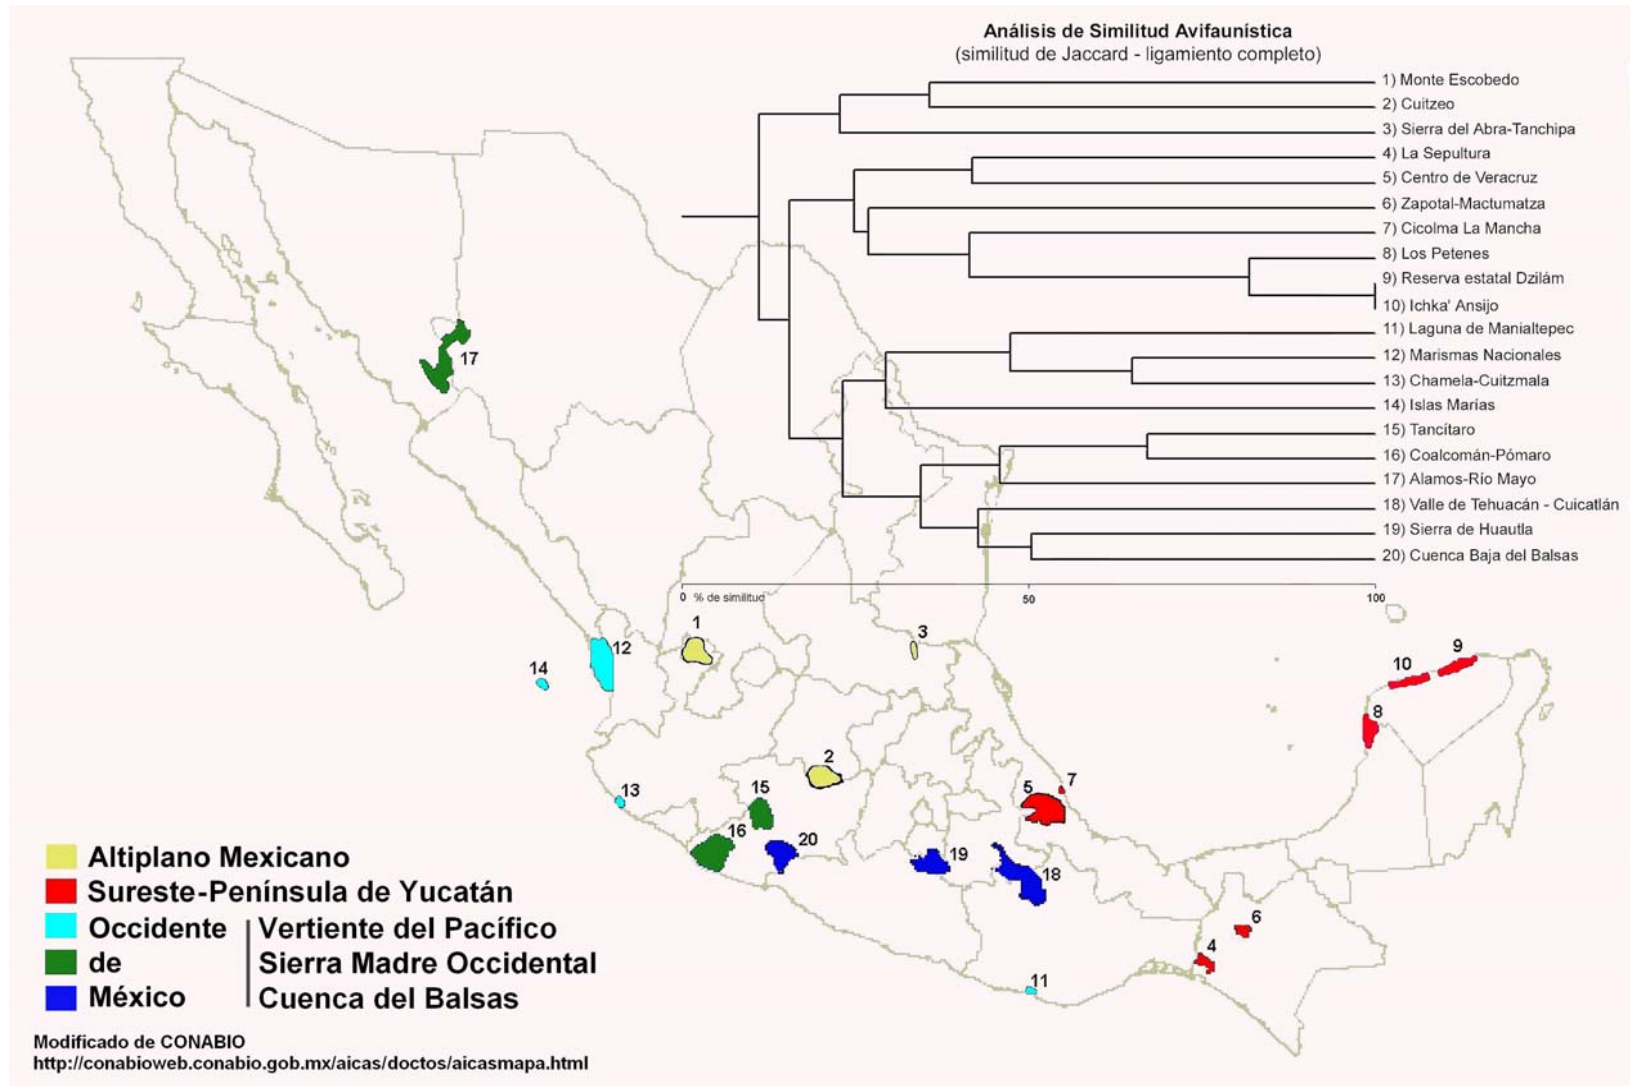 Análisis de Similitud Avifaunística
(similitud de Jaccard - ligamiento completo)
1) Monte Escobedo
2) Cuitzeo
3) Sierra del Abra-Tanchipa
4) La Sepultura
5) Centro de Veracruz
6) Zapotal-Mactumatza
7) Cicolma La Mancha
8) Los Petenes
9) Reserva estatal Dzilám
10) Ichka' Ansijo
11) Laguna de Manialtepec
12) Marismas Nacionales
13) Chamela-Cuitzmala
14) Islas Marías
15) Tancítaro
16) Coalcomán-Pómaro
17) Alamos-Río Mayo
18) Valle de Tehuacán - Cuicatlán
19) Sierra de Huautla
20) Cuenca Baja del Balsas
0 % de similitud 50 100
17
1
3
12
14
9
10
8
2
13
15
5
7
16
20
19
18
6
4
11
Altiplano Mexicano
Sureste-Península de Yucatán
Occidente Vertiente del Pacífico
de Sierra Madre Occidental
México Cuenca del Balsas
Modificado de CONABIO
http://conabioweb.conabio.gob.mx/aicas/doctos/aicasmapa.html